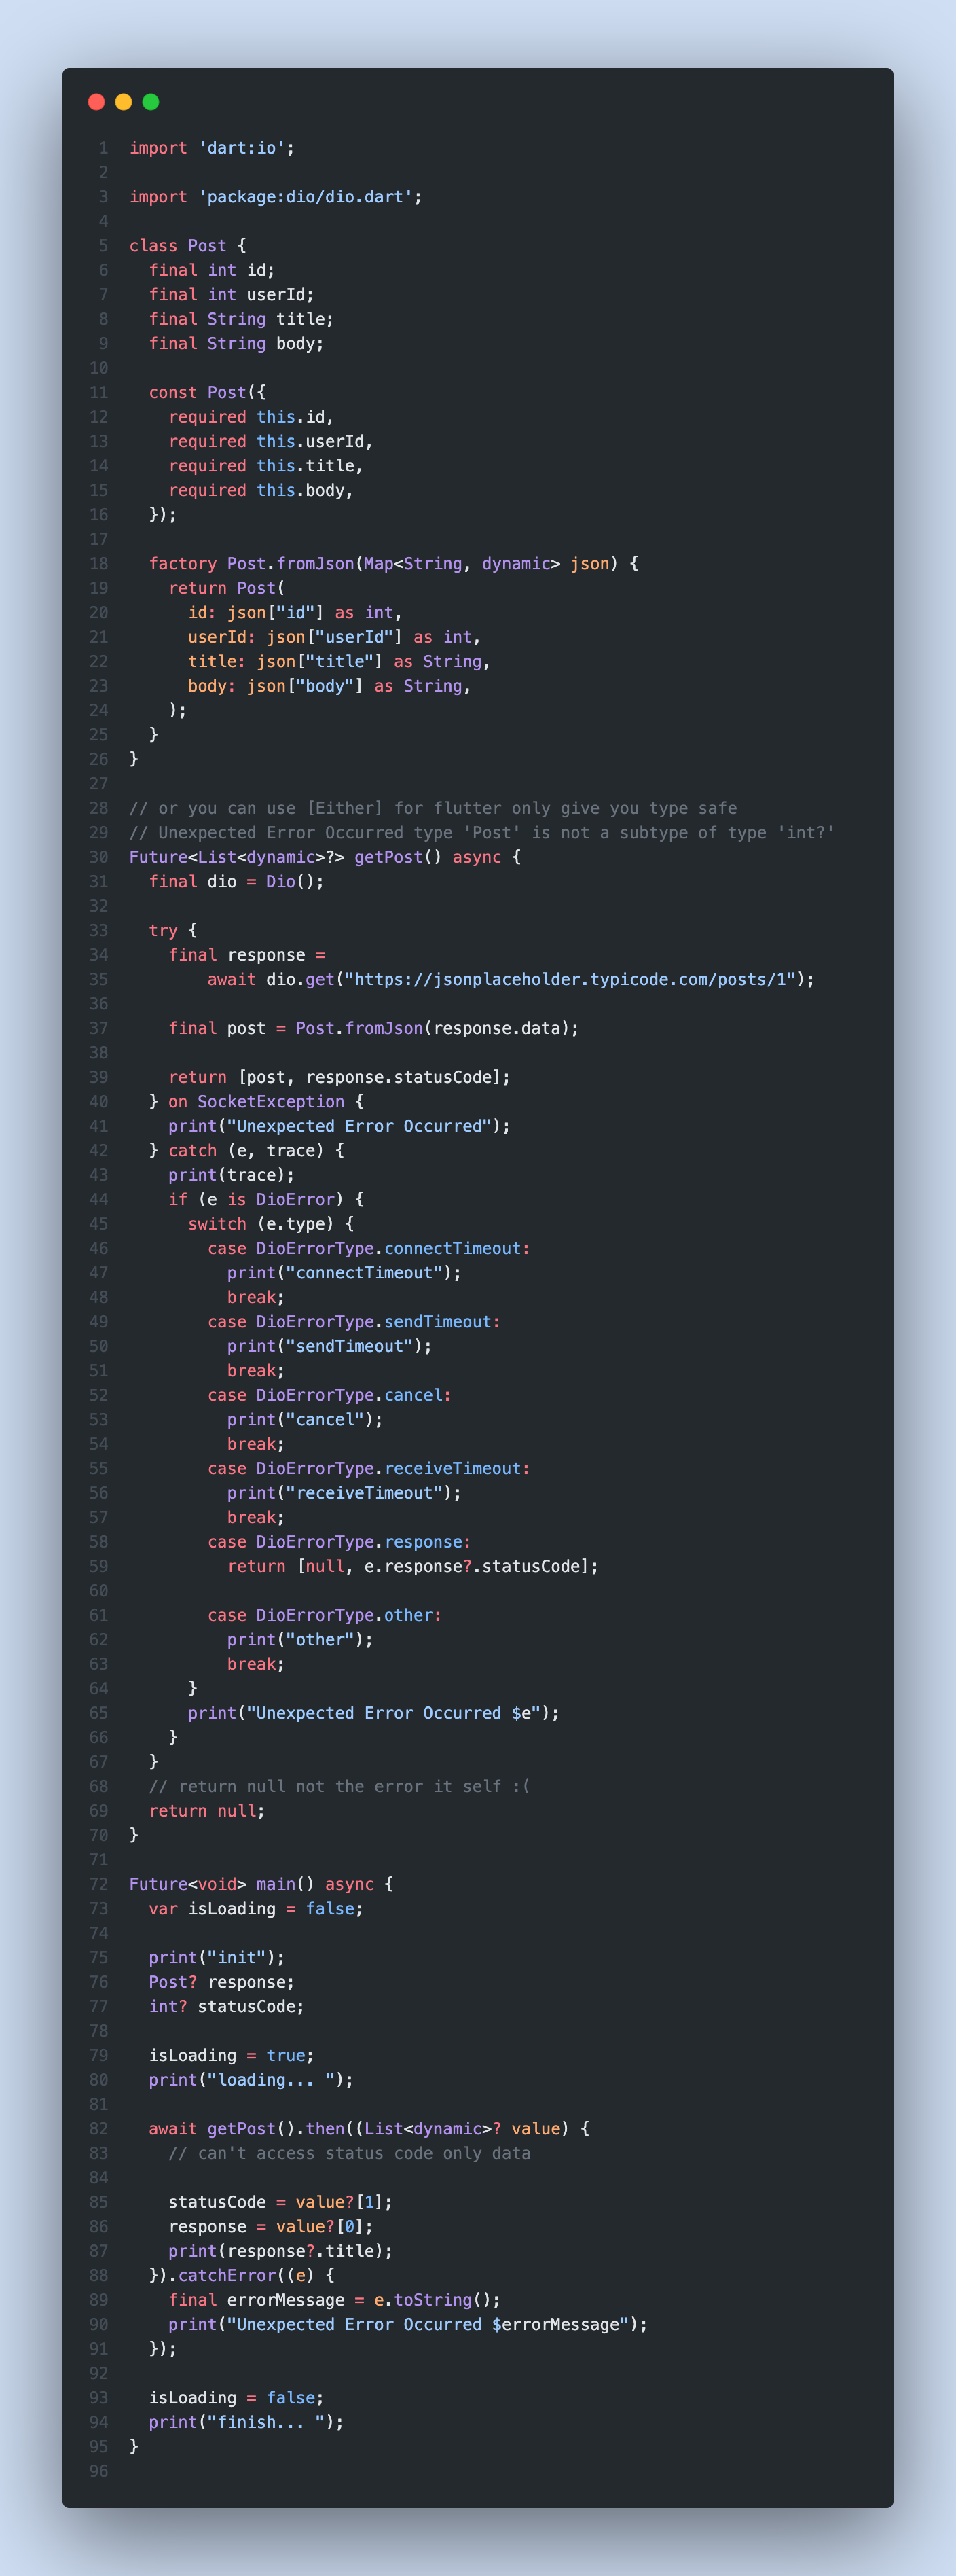 1 import 'dart:io';
2
3 import 'package:dio/dio.dart';
4
5 class Post {
6   final int id;
7   final int userId;
8   final String title;
9   final String body;
10
11   const Post({
12     required this.id,
13     required this.userId,
14     required this.title,
15     required this.body,
16   });
17
18   factory Post.fromJson(Map<String, dynamic> json) {
19     return Post(
20       id: json["id"] as int,
21       userId: json["userId"] as int,
22       title: json["title"] as String,
23       body: json["body"] as String,
24     );
25   }
26 }
27
28 // or you can use [Either] for flutter only give you type safe
29 // Unexpected Error Occurred type 'Post' is not a subtype of type 'int?'
30 Future<List<dynamic>?> getPost() async {
31   final dio = Dio();
32
33   try {
34     final response =
35         await dio.get("https://jsonplaceholder.typicode.com/posts/1");
36
37     final post = Post.fromJson(response.data);
38
39     return [post, response.statusCode];
40   } on SocketException {
41     print("Unexpected Error Occurred");
42   } catch (e, trace) {
43     print(trace);
44     if (e is DioError) {
45       switch (e.type) {
46         case DioErrorType.connectTimeout:
47           print("connectTimeout");
48           break;
49         case DioErrorType.sendTimeout:
50           print("sendTimeout");
51           break;
52         case DioErrorType.cancel:
53           print("cancel");
54           break;
55         case DioErrorType.receiveTimeout:
56           print("receiveTimeout");
57           break;
58         case DioErrorType.response:
59           return [null, e.response?.statusCode];
60
61         case DioErrorType.other:
62           print("other");
63           break;
64       }
65       print("Unexpected Error Occurred $e");
66     }
67   }
68   // return null not the error it self :(
69   return null;
70 }
71
72 Future<void> main() async {
73   var isLoading = false;
74
75   print("init");
76   Post? response;
77   int? statusCode;
78
79   isLoading = true;
80   print("loading... ");
81
82   await getPost().then((List<dynamic>? value) {
83     // can't access status code only data
84
85     statusCode = value?[1];
86     response = value?[0];
87     print(response?.title);
88   }).catchError((e) {
89     final errorMessage = e.toString();
90     print("Unexpected Error Occurred $errorMessage");
91   });
92
93   isLoading = false;
94   print("finish... ");
95 }
96